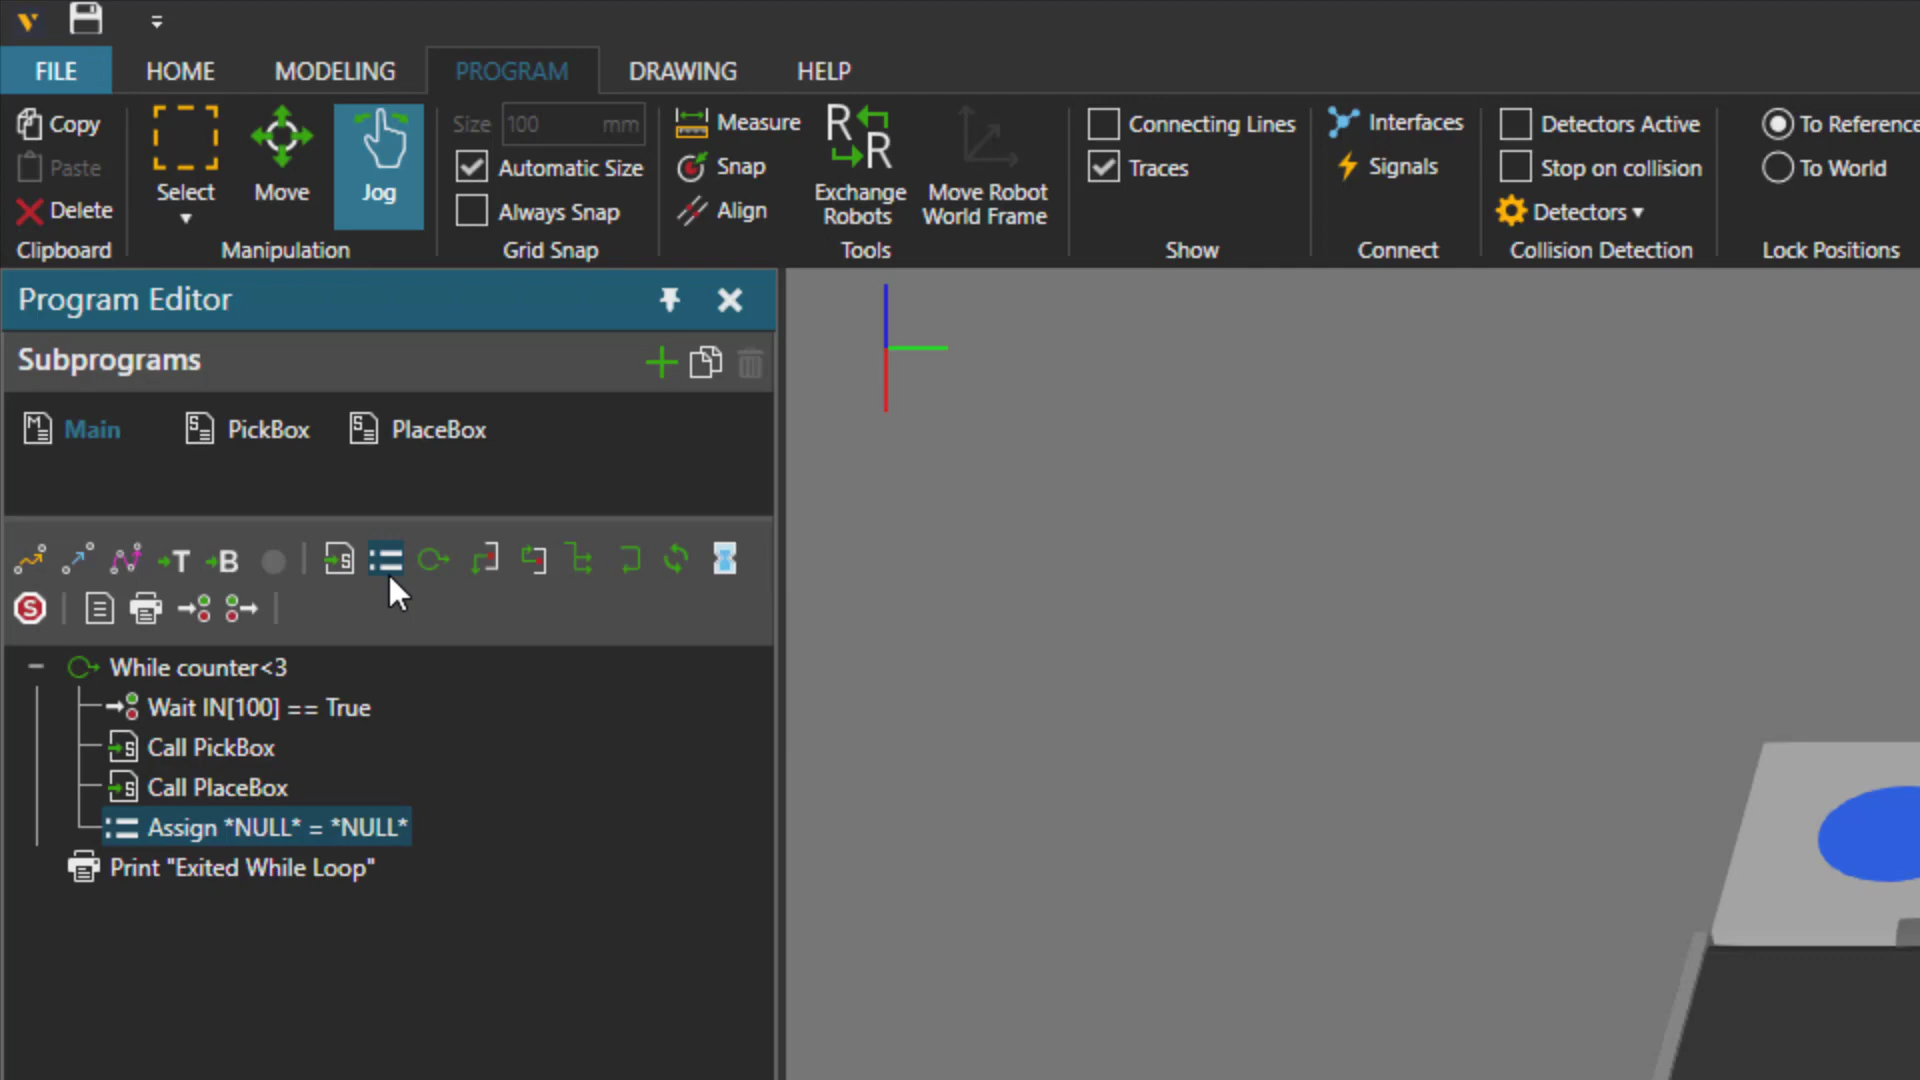 FILE HOME MODELING PROGRAM DRAWING HELP
Copy
Paste
Delete
Clipboard
Select Move Jog
Manipulation
Size 100 mm
Automatic Size
Always Snap
Grid Snap
Measure
Snap
Align
Exchange Robots
Move Robot World Frame
Tools
Connecting Lines
Traces
Show
Interfaces
Signals
Connect
Detectors Active
Stop on collision
Detectors
Collision Detection
To Reference
To World
Lock Positions
Program Editor
Subprograms
Main PickBox PlaceBox
T B S
S
While counter<3
Wait IN[100] == True
Call PickBox
Call PlaceBox
Assign *NULL* = *NULL*
Print "Exited While Loop"